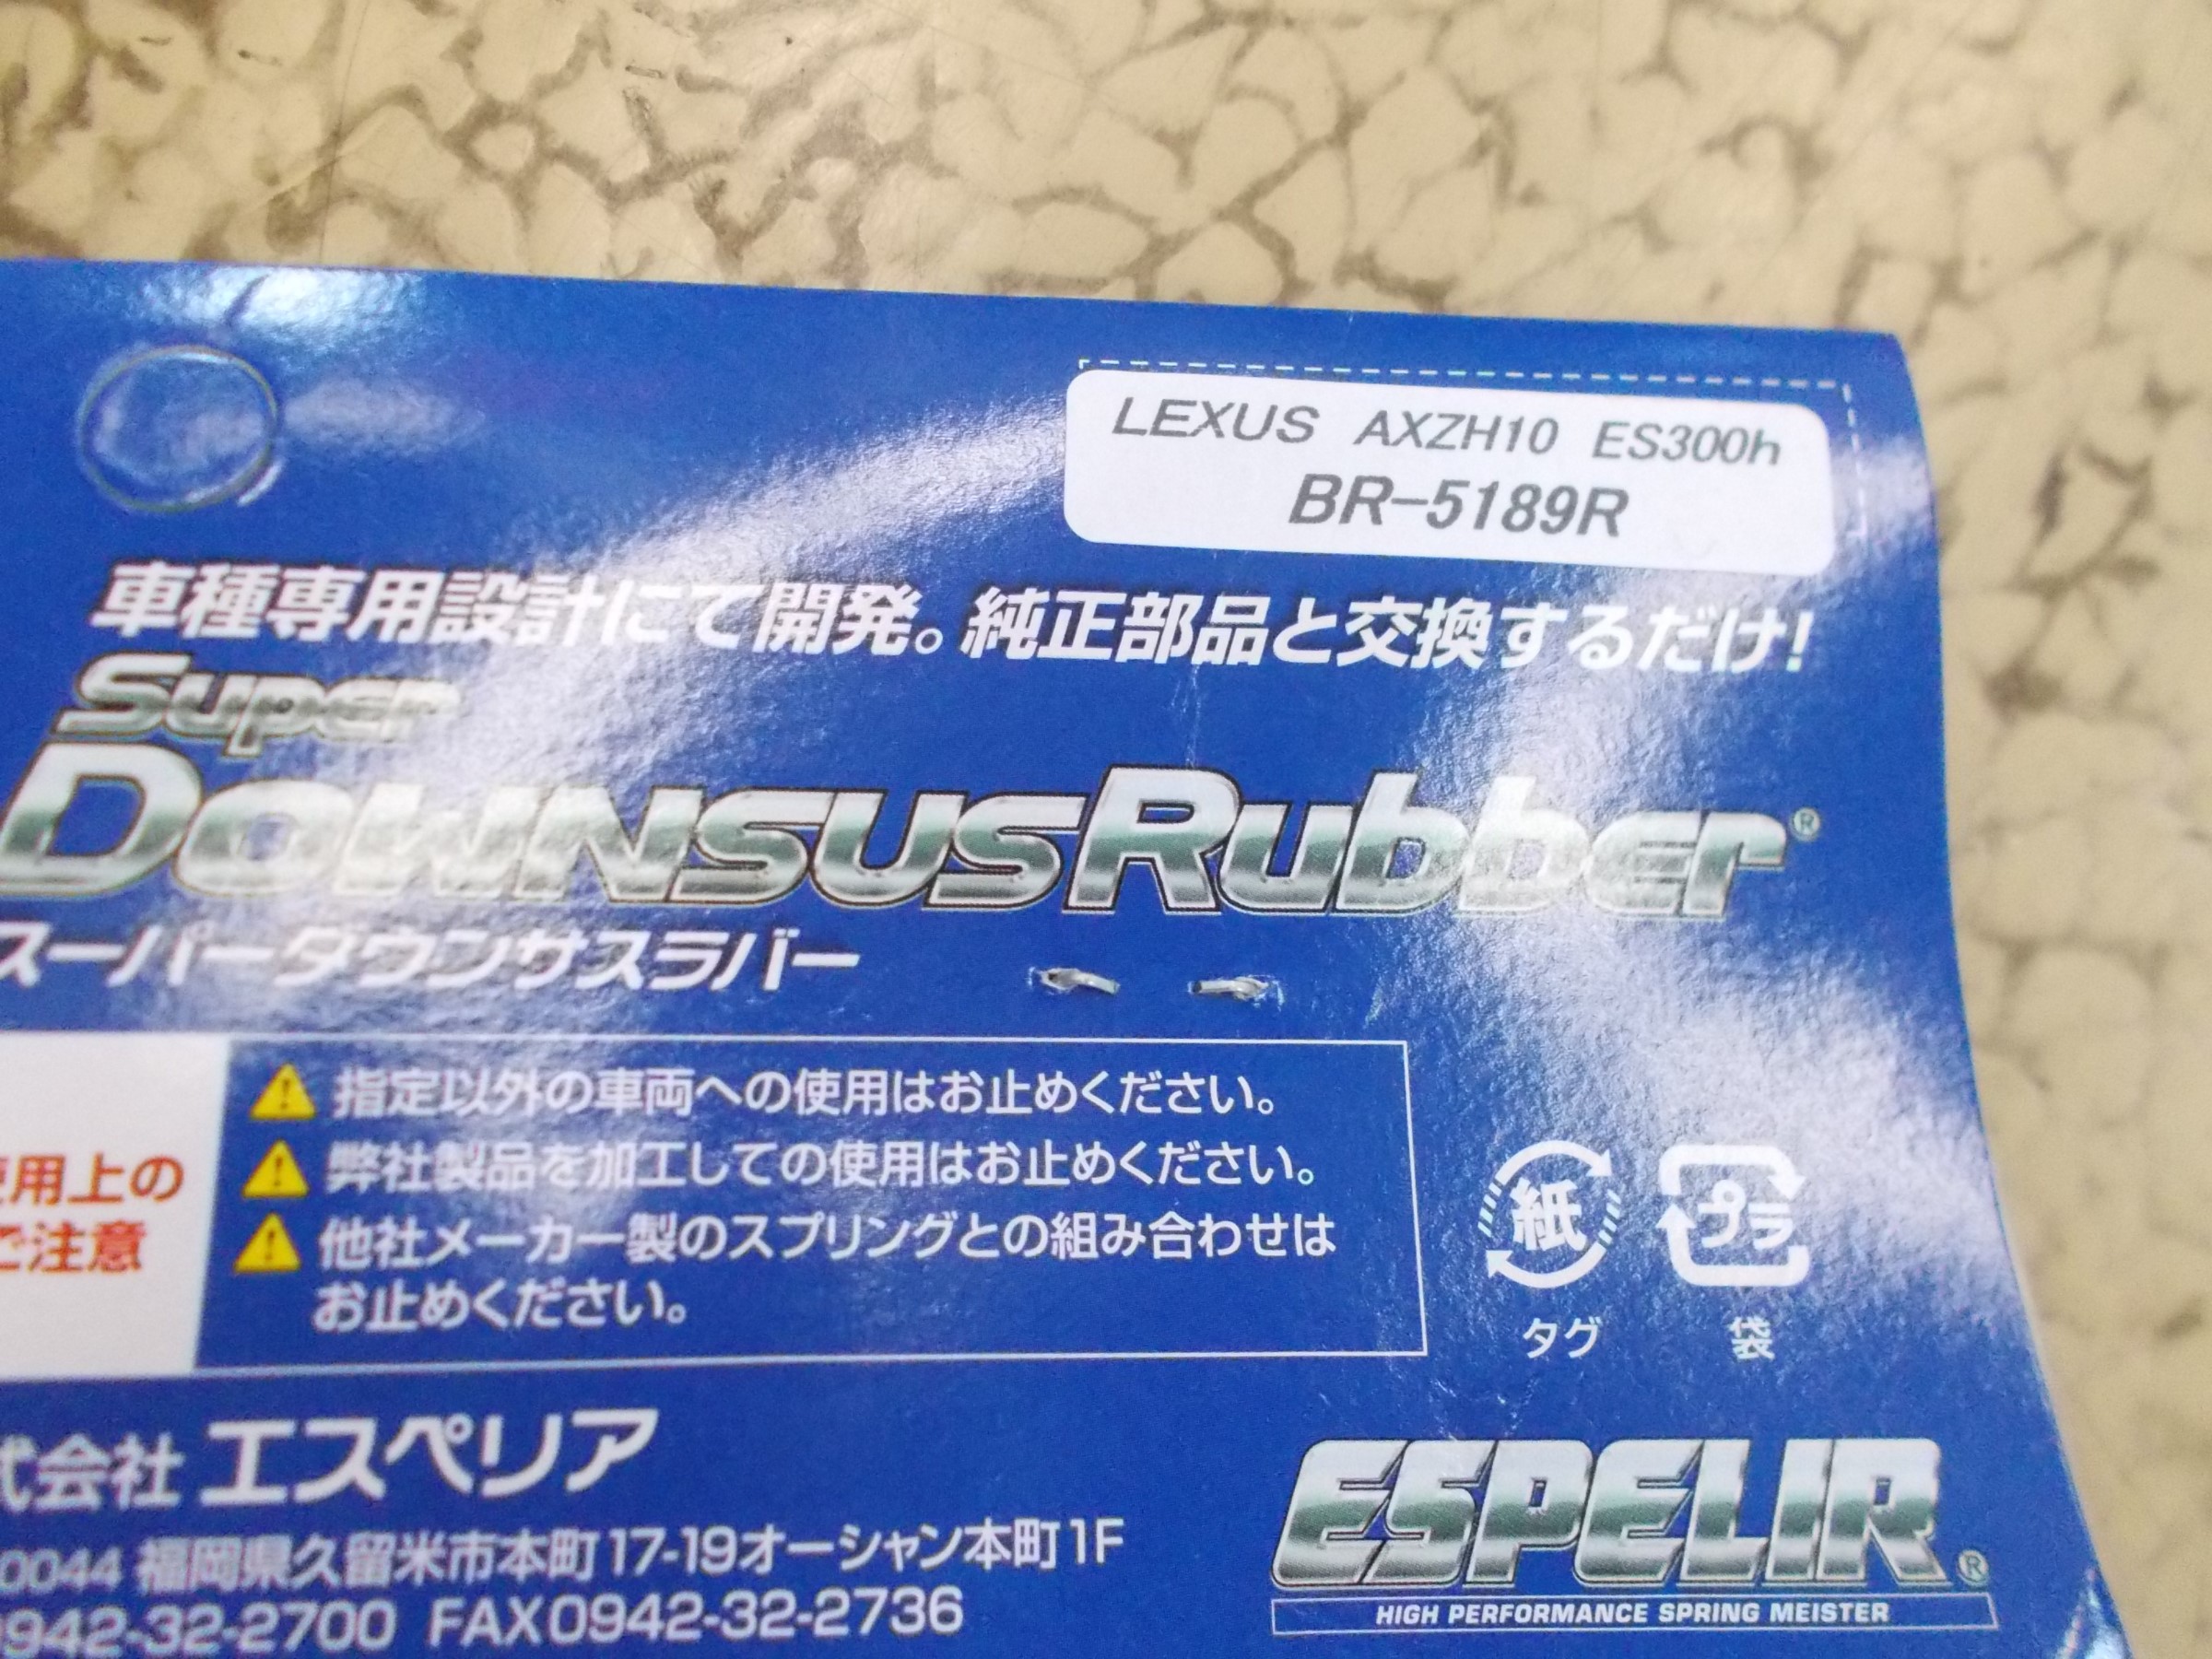 LEXUS AXZH10 ES300h
BR-5189R
車種専用設計にて開発。純正部品と交換するだけ!
Super
DOWNSUS Rubber®
スーパーダウンサスラバー
指定以外の車両への使用はお止めください。
弊社製品を加工しての使用はお止めください。
他社メーカー製のスプリングとの組み合わせは
お止めください。
使用上の
ご注意
紙
タグ
プラ
袋
式会社 エスペリア
0044 福岡県久留米市本町17-19オーシャン本町1F
0942-32-2700 FAX0942-32-2736
ESPELIR®
HIGH PERFORMANCE SPRING MEISTER